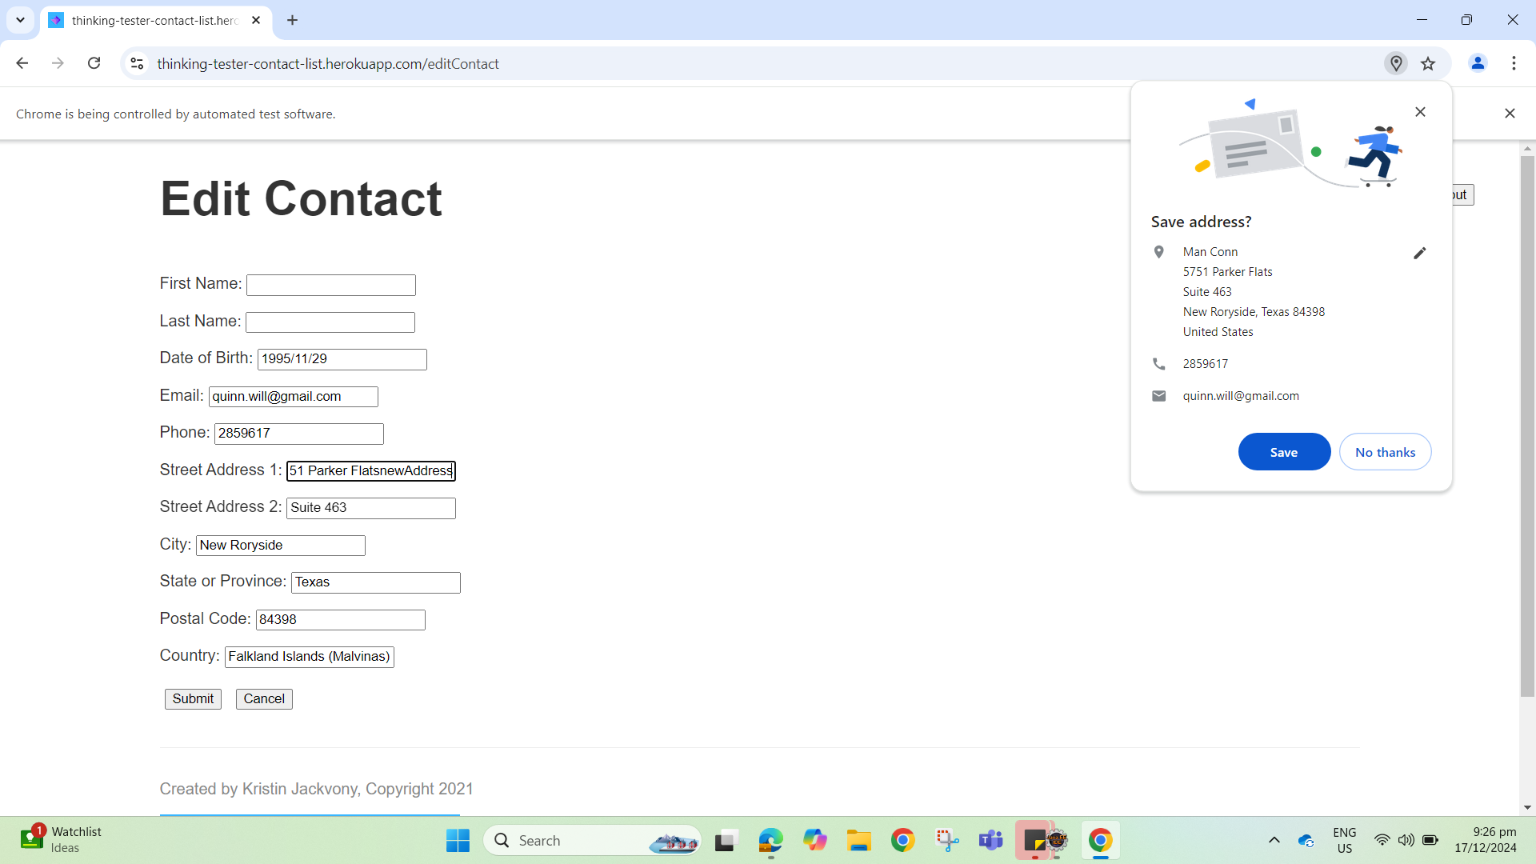 thinking-tester-contact-list.hero
thinking-tester-contact-list.herokuapp.com/editContact
Chrome is being controlled by automated test software.
Edit Contact
First Name:
Last Name:
Date of Birth: 1995/11/29
Email: quinn.will@gmail.com
Phone: 2859617
Street Address 1: 51 Parker FlatsnewAddress
Street Address 2: Suite 463
City: New Roryside
State or Province: Texas
Postal Code: 84398
Country: Falkland Islands (Malvinas)
Submit Cancel
Created by Kristin Jackvony, Copyright 2021
out
Save address?
Man Conn
5751 Parker Flats
Suite 463
New Roryside, Texas 84398
United States
2859617
quinn.will@gmail.com
Save No thanks
1
Watchlist
Ideas
Search
ENG
US
9:26 pm
17/12/2024